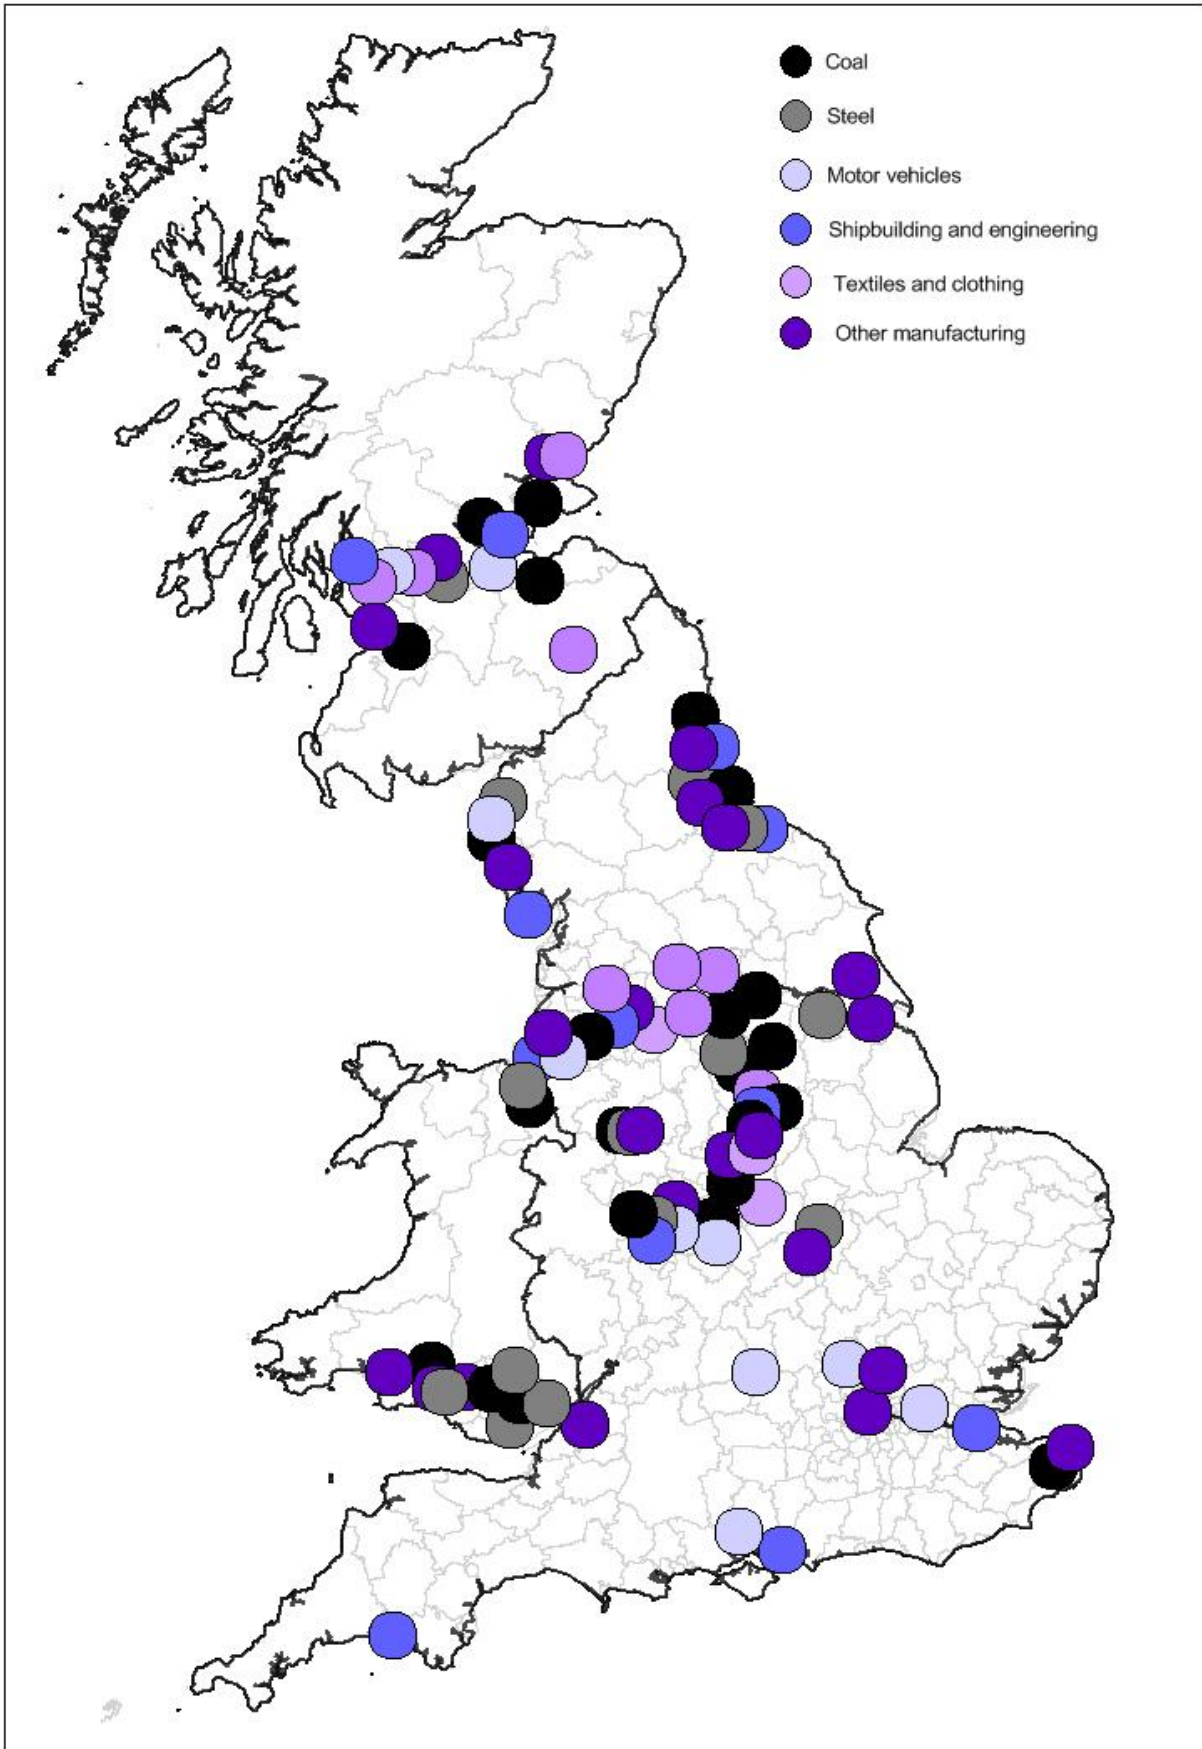 Coal
Steel
Motor vehicles
Shipbuilding and engineering
Textiles and clothing
Other manufacturing